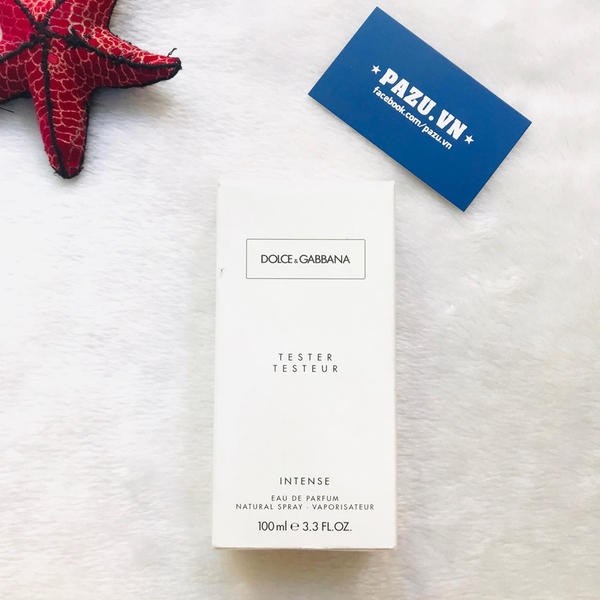 ★ PAZU.VN ★
facebook.com/pazu.vn
DOLCE & GABBANA
TESTER
TESTEUR
INTENSE
EAU DE PARFUM
NATURAL SPRAY - VAPORISATEUR
100 ml ℮ 3.3 FL.OZ.